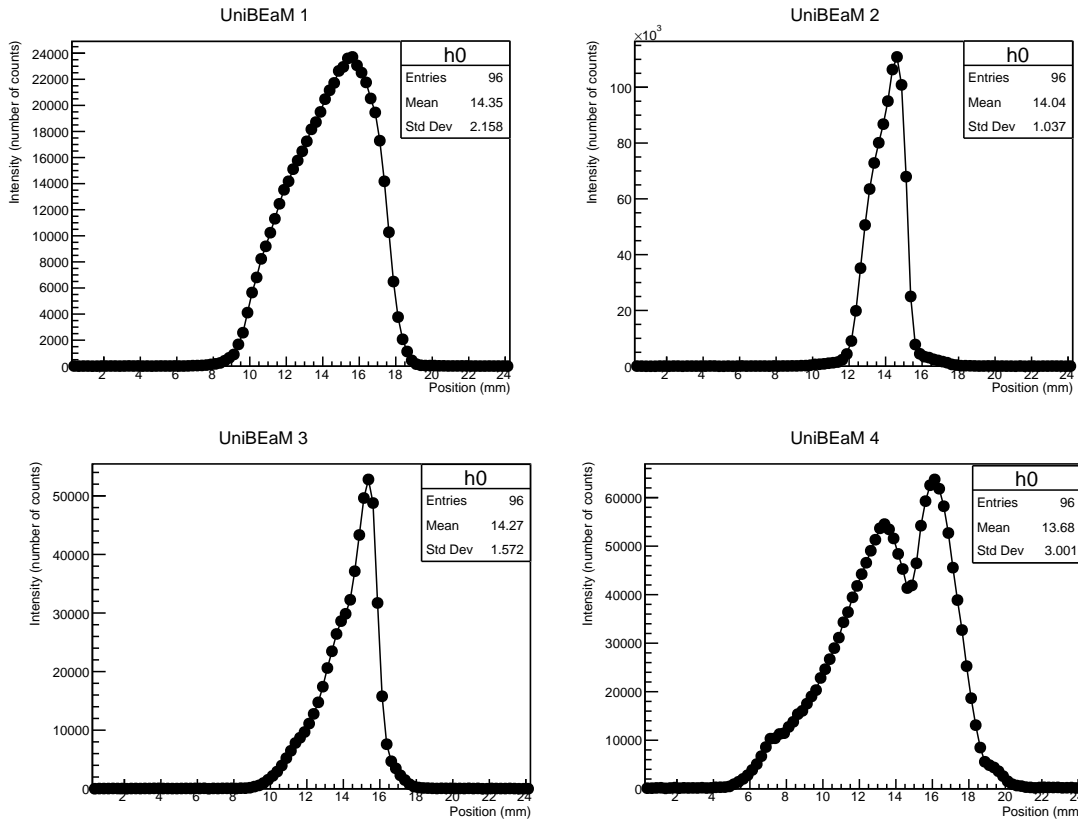 UniBEaM 1
Intensity (number of counts)
24000
22000
20000
18000
16000
14000
12000
10000
8000
6000
4000
2000
0
2 4 6 8 10 12 14 16 18 20 22 24
Position (mm)
h0
Entries 96
Mean 14.35
Std Dev 2.158
UniBEaM 2
×10³
Intensity (number of counts)
100
80
60
40
20
0
2 4 6 8 10 12 14 16 18 20 22 24
Position (mm)
h0
Entries 96
Mean 14.04
Std Dev 1.037
UniBEaM 3
Intensity (number of counts)
50000
40000
30000
20000
10000
0
2 4 6 8 10 12 14 16 18 20 22 24
Position (mm)
h0
Entries 96
Mean 14.27
Std Dev 1.572
UniBEaM 4
Intensity (number of counts)
60000
50000
40000
30000
20000
10000
0
2 4 6 8 10 12 14 16 18 20 22 24
Position (mm)
h0
Entries 96
Mean 13.68
Std Dev 3.001